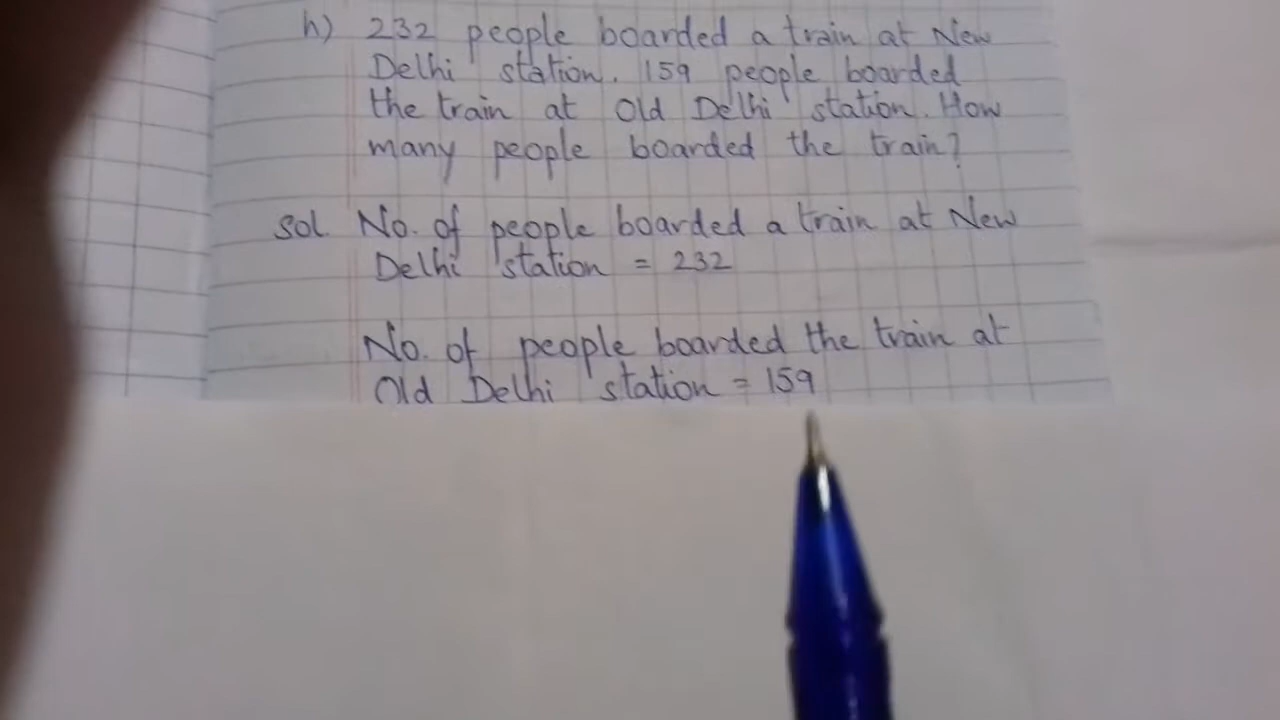 h) 232 people boarded a train at New
Delhi station. 159 people boarded
the train at Old Delhi station. How
many people boarded the train?
Sol. No. of people boarded a train at New
Delhi station = 232
No. of people boarded the train at
Old Delhi station = 159